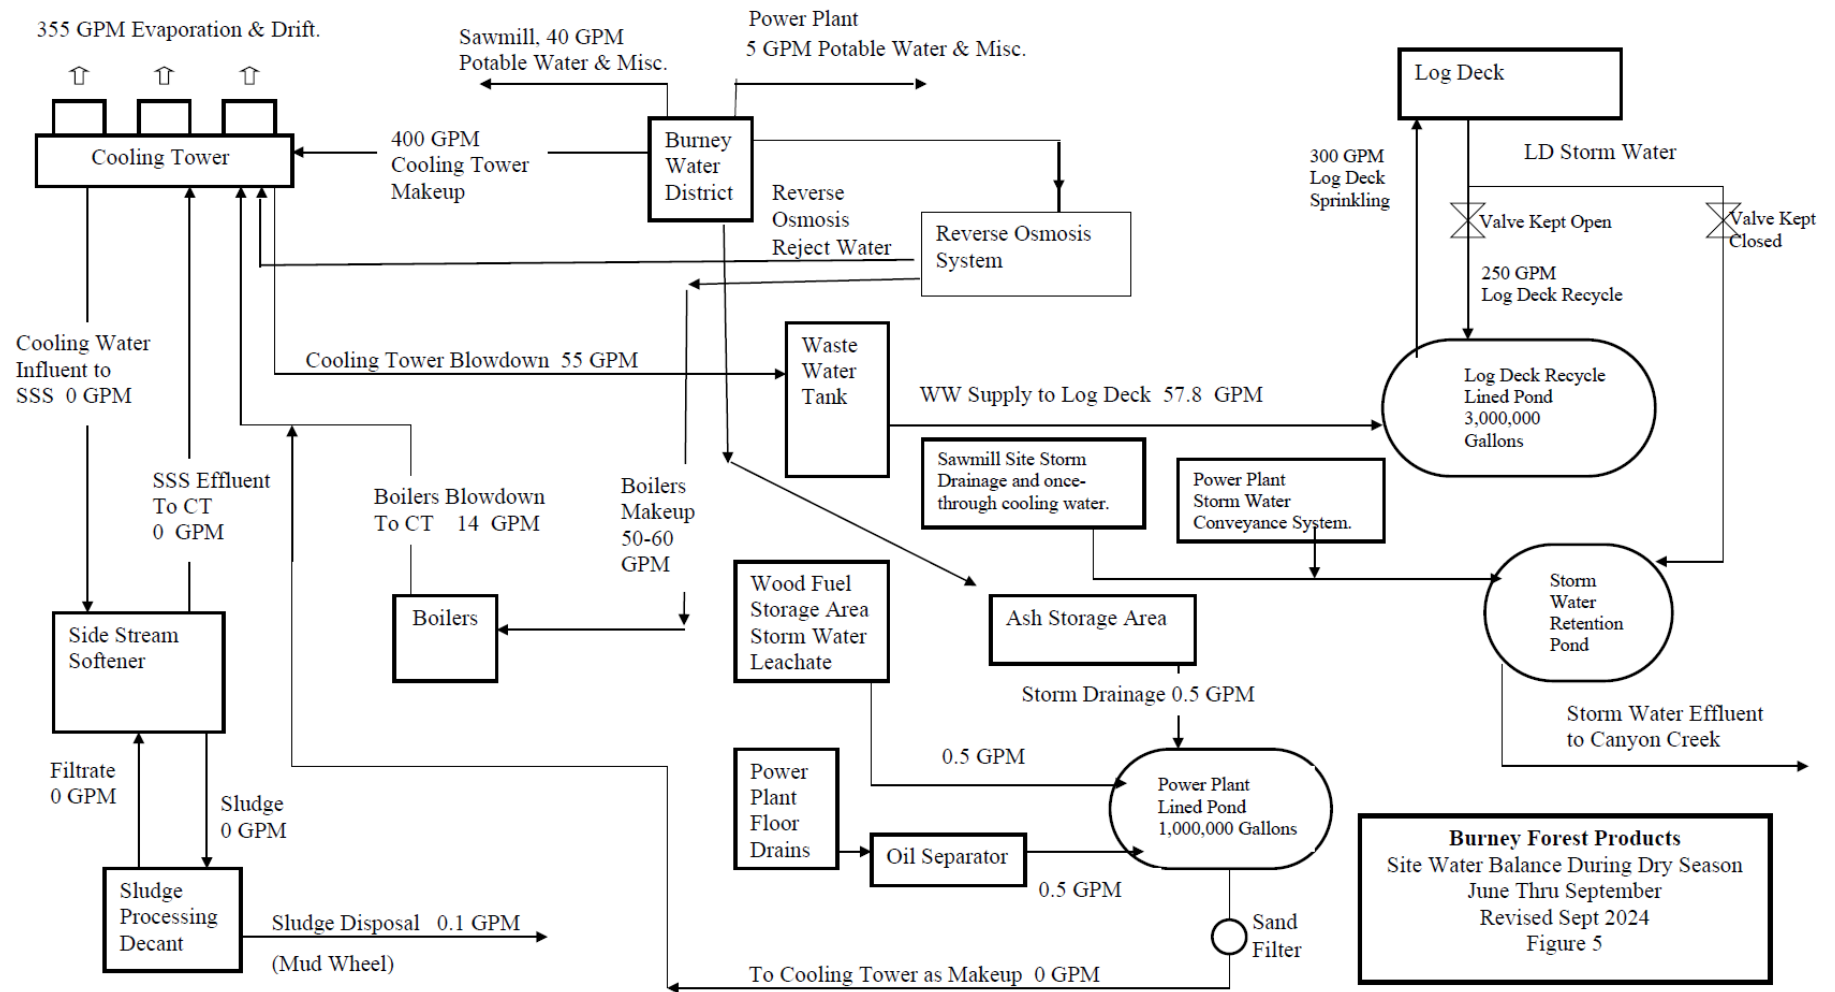 355 GPM Evaporation & Drift.
Sawmill, 40 GPM
Potable Water & Misc.
Power Plant
5 GPM Potable Water & Misc.
Log Deck
Cooling Tower
400 GPM
Cooling Tower
Makeup
Burney
Water
District
Reverse
Osmosis
Reject Water
Reverse Osmosis
System
300 GPM
Log Deck
Sprinkling
LD Storm Water
Valve Kept Open
Valve Kept
Closed
250 GPM
Log Deck Recycle
Cooling Water
Influent to
SSS 0 GPM
Cooling Tower Blowdown 55 GPM
Waste
Water
Tank
WW Supply to Log Deck 57.8 GPM
Log Deck Recycle
Lined Pond
3,000,000
Gallons
SSS Effluent
To CT
0 GPM
Boilers Blowdown
To CT 14 GPM
Boilers
Makeup
50-60
GPM
Sawmill Site Storm
Drainage and once-
through cooling water.
Power Plant
Storm Water
Conveyance System.
Side Stream
Softener
Boilers
Wood Fuel
Storage Area
Storm Water
Leachate
Ash Storage Area
Storm
Water
Retention
Pond
Storm Drainage 0.5 GPM
Storm Water Effluent
to Canyon Creek
Filtrate
0 GPM
Sludge
0 GPM
Power
Plant
Floor
Drains
0.5 GPM
Oil Separator
0.5 GPM
Power Plant
Lined Pond
1,000,000 Gallons
Sludge
Processing
Decant
Sludge Disposal 0.1 GPM
(Mud Wheel)
Sand
Filter
To Cooling Tower as Makeup 0 GPM
Burney Forest Products
Site Water Balance During Dry Season
June Thru September
Revised Sept 2024
Figure 5